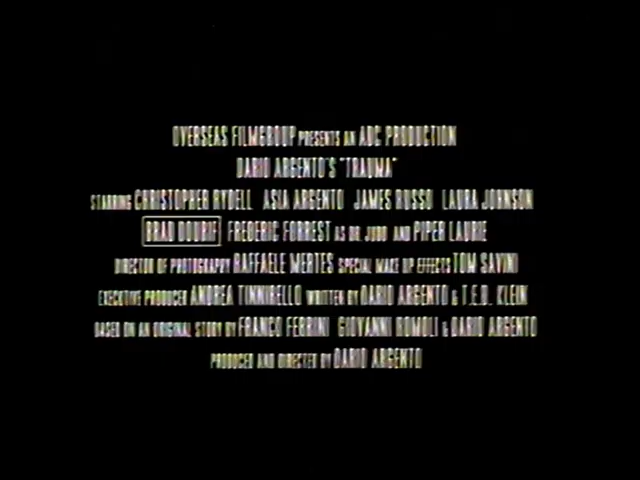 OVERSEAS FILMGROUP PRESENTS AN ADC PRODUCTION
DARIO ARGENTO'S "TRAUMA"
STARRING CHRISTOPHER RYDELL ASIA ARGENTO JAMES RUSSO LAURA JOHNSON
BRAD DOURIF FREDERIC FORREST AS DR. JUDD AND PIPER LAURIE
DIRECTOR OF PHOTOGRAPHY RAFFAELE MERTES SPECIAL MAKE UP EFFECTS TOM SAVINI
EXECUTIVE PRODUCER ANDREA TINNIRELLO WRITTEN BY DARIO ARGENTO & T.E.D. KLEIN
BASED ON AN ORIGINAL STORY BY FRANCO FERRINI GIOVANNI ROMOLI & DARIO ARGENTO
PRODUCED AND DIRECTED BY DARIO ARGENTO